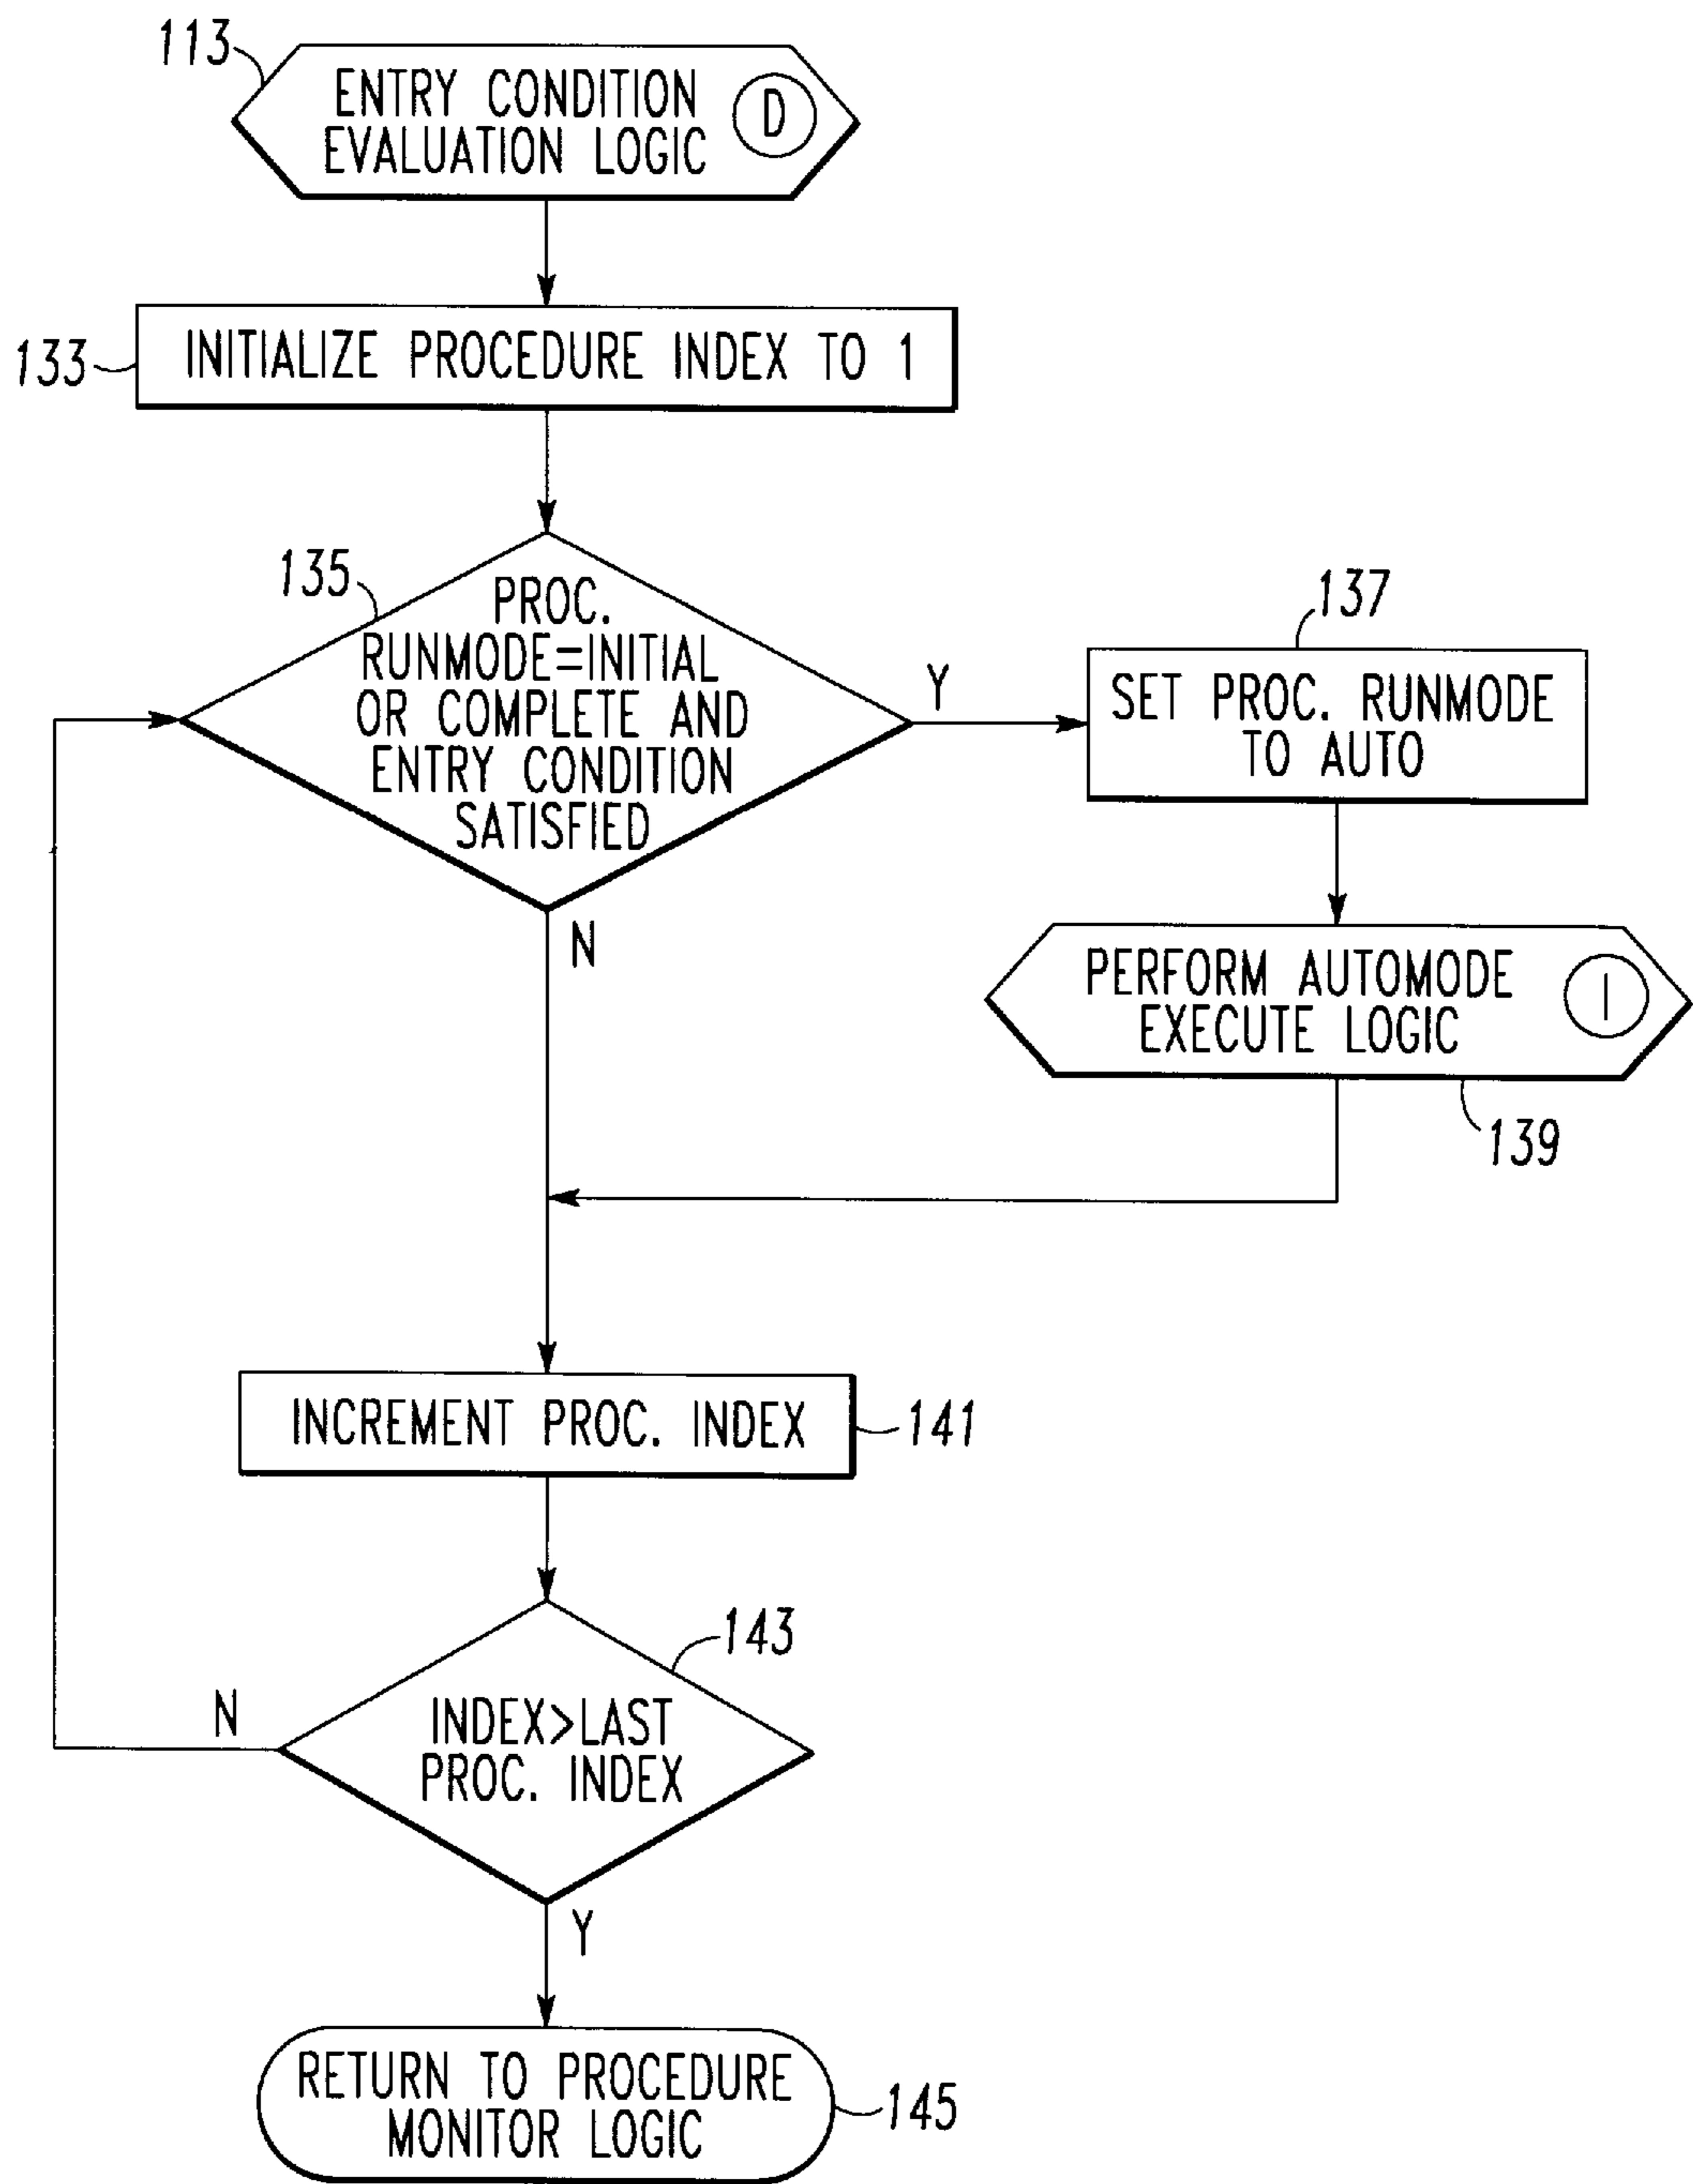 113
ENTRY CONDITION
EVALUATION LOGIC
D
133
INITIALIZE PROCEDURE INDEX TO 1
135
PROC.
RUNMODE=INITIAL
OR COMPLETE AND
ENTRY CONDITION
SATISFIED
Y
N
137
SET PROC. RUNMODE
TO AUTO
PERFORM AUTOMODE
EXECUTE LOGIC
I
139
INCREMENT PROC. INDEX
141
143
INDEX>LAST
PROC. INDEX
N
Y
RETURN TO PROCEDURE
MONITOR LOGIC
145